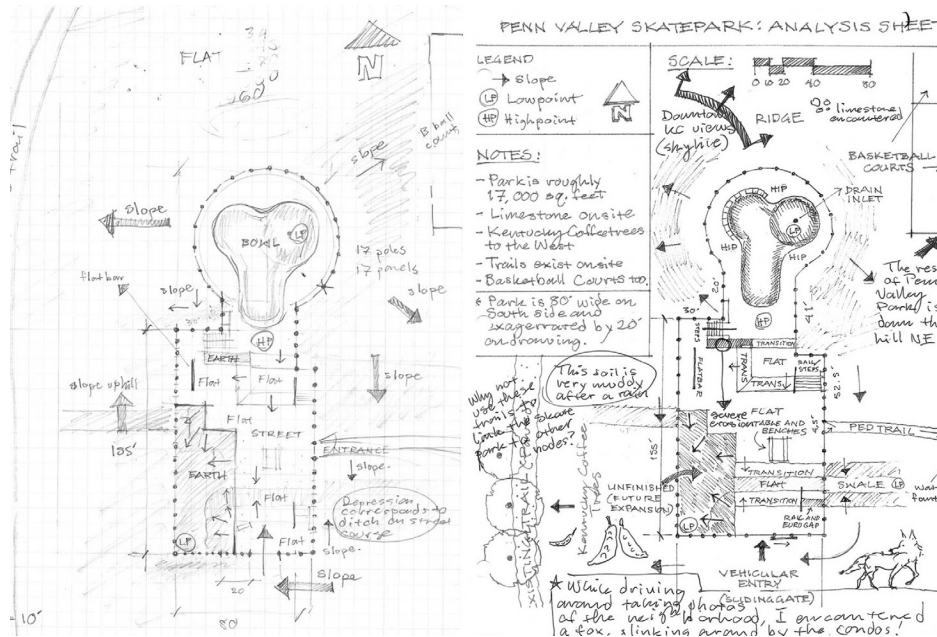 FLAT
60
N
B ball
courts
slope
slope
BOWL
LP
17 poles
17 panels
flatbar
slope
slope
HP
EARTH
Flat
Flat
slope uphill
slope
Flat
STREET
155'
ENTRANCE
EARTH
slope.
Flat
Depression
corresponds to
ditch on street
course
Flat
LP
slope.
slope
20'
80'
10'
PENN VALLEY SKATEPARK: ANALYSIS SHEET
LEGEND
slope
LP Lowpoint
HP Highpoint
N
SCALE:
0 10 20 40 80
Downtown
KC views
(skyline)
RIDGE
limestone
encountered
BASKETBALL
COURTS
NOTES:
- Park is roughly
17,000 sq. feet
- Limestone onsite
- Kentucky Coffeetrees
to the West
- Trails exist onsite
- Basketball Courts too.
* Park is 80' wide on
South side and
exagerrated by 20'
on drawing.
HIP
DRAIN
INLET
LP
HIP
HIP
The res
of Penn
Valley
Park is
down the
hill NE
20'
30'
41'
HP
STEPS
TRANSITION
FLAT
TRANS
TRANS
RAIL/
STEPS
FLATBAR
52.5'
This soil is
very muddy
after a rain
Why not
use these
trails to
link the skate
park to other
nodes?
severe
erosion
FLAT
TABLE AND
BENCHES
155'
PED TRAIL
TRANSITION
FLAT
TRANSITION
SWALE LP
UNFINISHED
(FUTURE
EXPANSION)
RAIL AND
EURO GAP
Kentucky Coffee
Trees
LP
VEHICULAR
ENTRY
(SLIDING GATE)
* While driving
around taking photos
of the neighborhood, I encountered
a fox, slinking around by the condos!